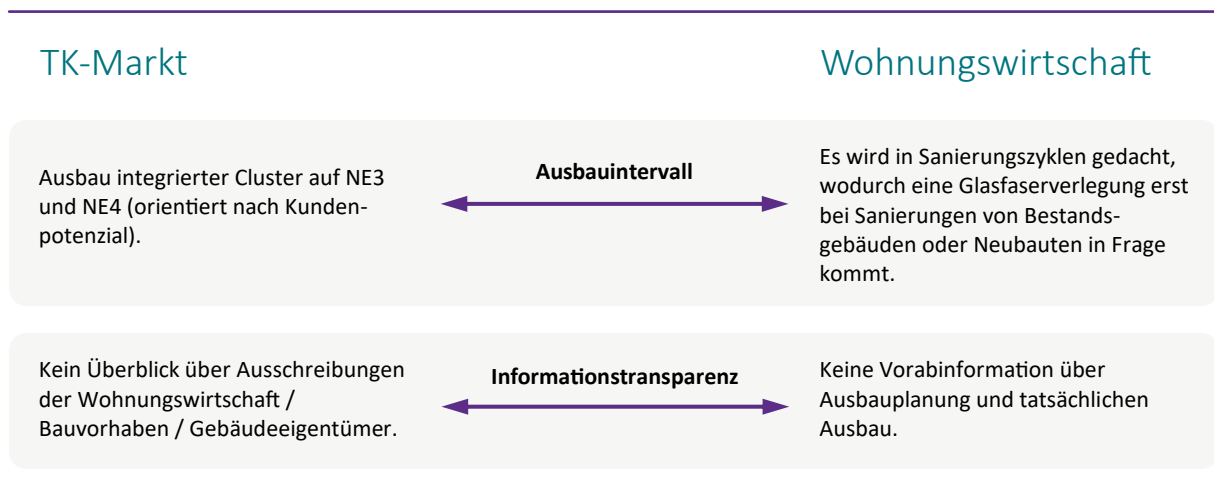 TK-Markt
Wohnungswirtschaft
Ausbau integrierter Cluster auf NE3
und NE4 (orientiert nach Kunden-
potenzial).
Ausbauintervall
Es wird in Sanierungszyklen gedacht,
wodurch eine Glasfaserverlegung erst
bei Sanierungen von Bestands-
gebäuden oder Neubauten in Frage
kommt.
Kein Überblick über Ausschreibungen
der Wohnungswirtschaft /
Bauvorhaben / Gebäudeeigentümer.
Informationstransparenz
Keine Vorabinformation über
Ausbauplanung und tatsächlichen
Ausbau.